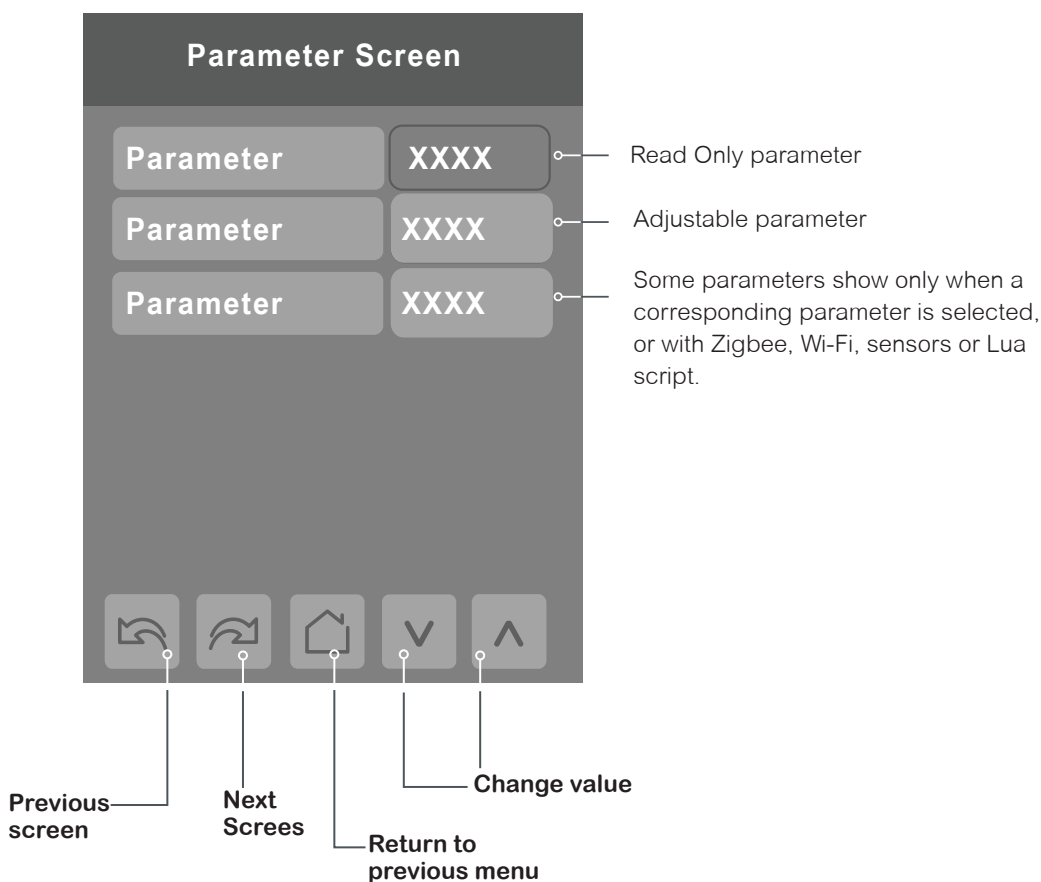 Parameter Screen
Parameter XXXX
Read Only parameter
Parameter XXXX
Adjustable parameter
Parameter XXXX
Some parameters show only when a
corresponding parameter is selected,
or with Zigbee, Wi-Fi, sensors or Lua
script.
Previous
screen
Next
Screes
Return to
previous menu
Change value